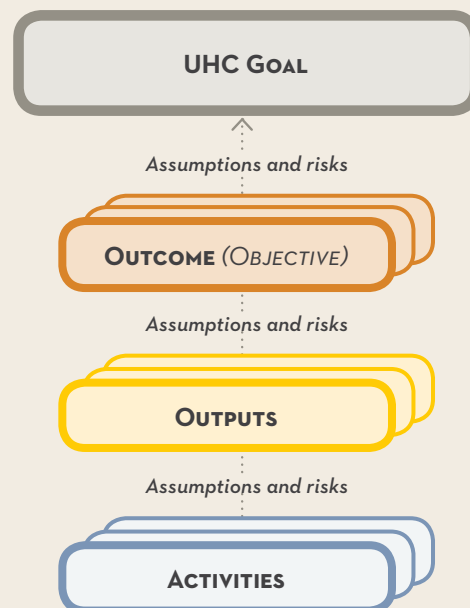 UHC Goal
Assumptions and risks
Outcome (Objective)
Assumptions and risks
Outputs
Assumptions and risks
Activities